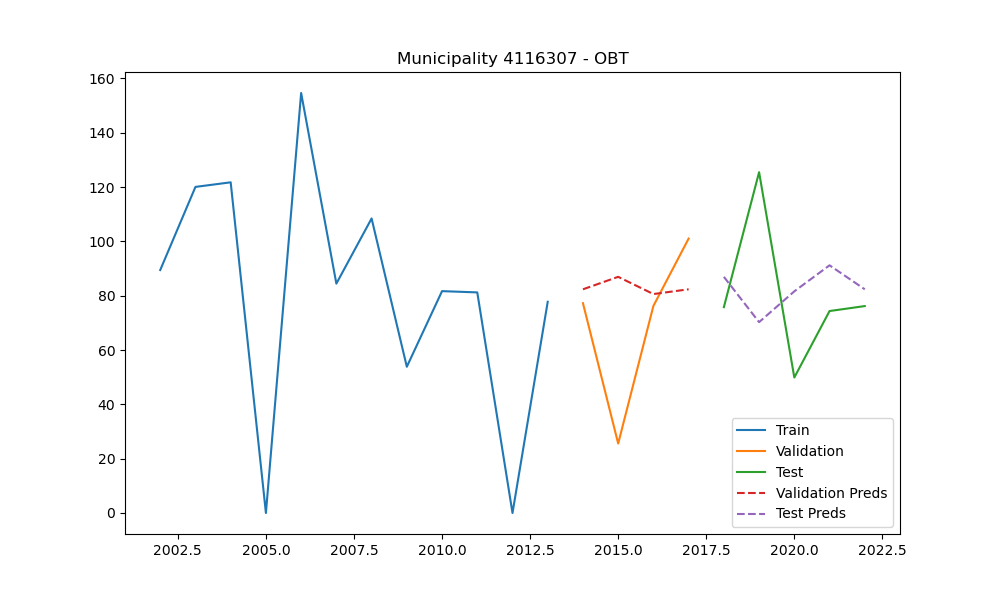 Municipality 4116307 - OBT
160
140
120
100
80
60
40
20
0
2002.5 2005.0 2007.5 2010.0 2012.5 2015.0 2017.5 2020.0 2022.5
Train
Validation
Test
Validation Preds
Test Preds